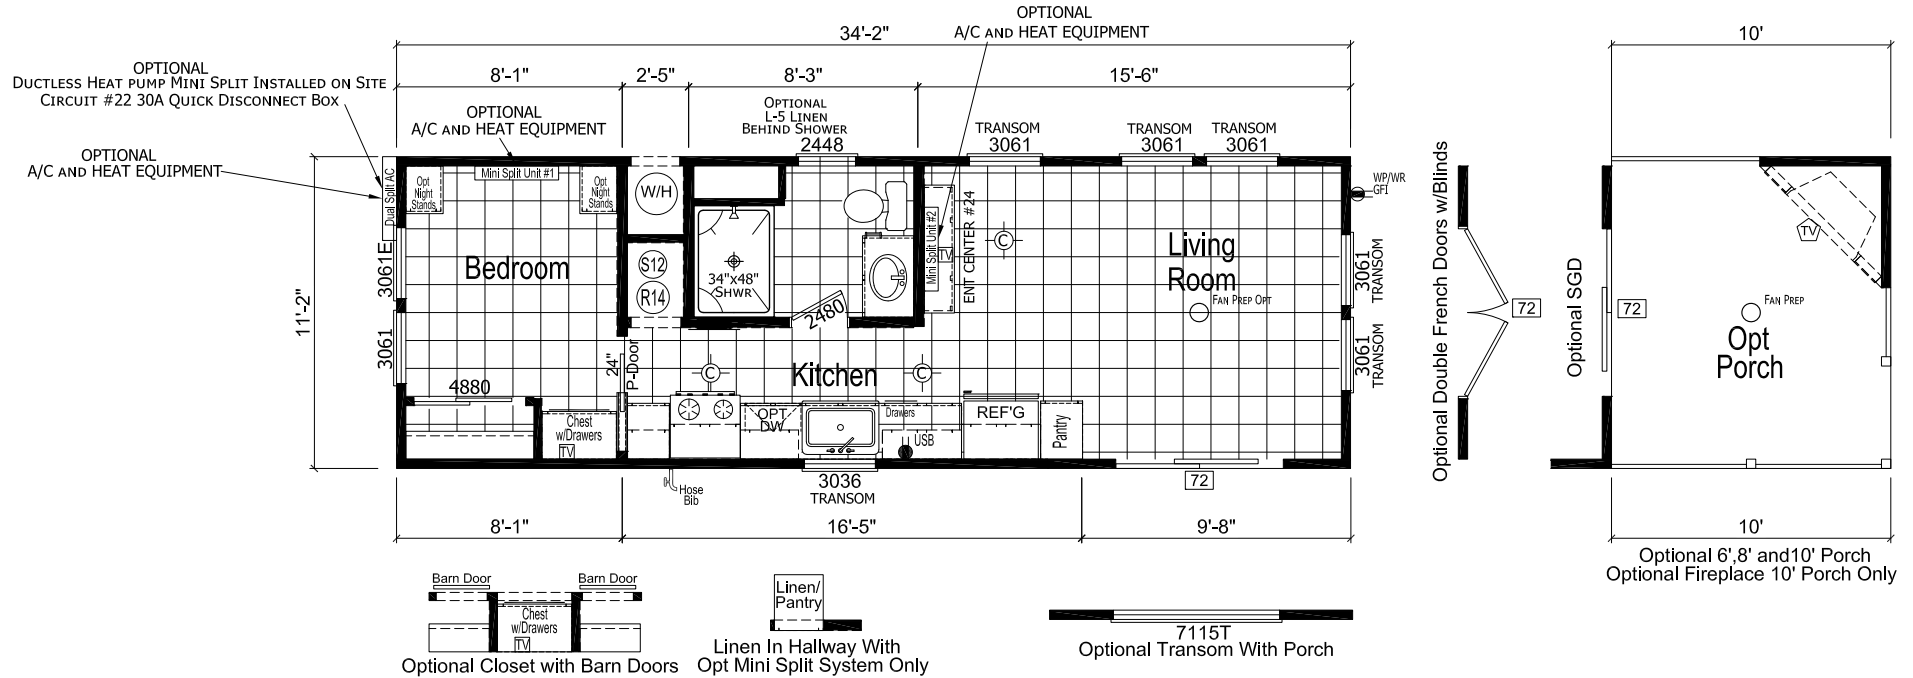 OPTIONAL
A/C AND HEAT EQUIPMENT
34'-2"
10'
OPTIONAL
DUCTLESS HEAT PUMP MINI SPLIT INSTALLED ON SITE
CIRCUIT #22 30A QUICK DISCONNECT BOX
8'-1"
2'-5"
8'-3"
15'-6"
OPTIONAL
A/C AND HEAT EQUIPMENT
OPTIONAL
L-5 LINEN
BEHIND SHOWER
2448
TRANSOM
3061
TRANSOM
3061
TRANSOM
3061
OPTIONAL
A/C AND HEAT EQUIPMENT
Dual Split AC
Mini Split Unit #1
Opt
Night
Stands
Opt
Night
Stands
W/H
S12
R14
34"x48"
SHWR
2480
Mini Split Unit #2
TV
ENT CENTER #24
C
Living
Room
FAN PREP OPT
WP/WR
GFI
3061
TRANSOM
3061
TRANSOM
Bedroom
3061E
3061
11'-2"
4880
24"
P-Door
C
Kitchen
C
Chest
w/Drawers
TV
OPT
DW
Drawers
USB
REF'G
Pantry
Hose
Bib
3036
TRANSOM
72
8'-1"
16'-5"
9'-8"
Optional Double French Doors w/Blinds
72
Optional SGD
72
TV
FAN PREP
Opt
Porch
10'
Optional 6',8' and10' Porch
Optional Fireplace 10' Porch Only
Barn Door
Barn Door
Chest
w/Drawers
TV
Optional Closet with Barn Doors
Linen/
Pantry
Linen In Hallway With
Opt Mini Split System Only
7115T
Optional Transom With Porch